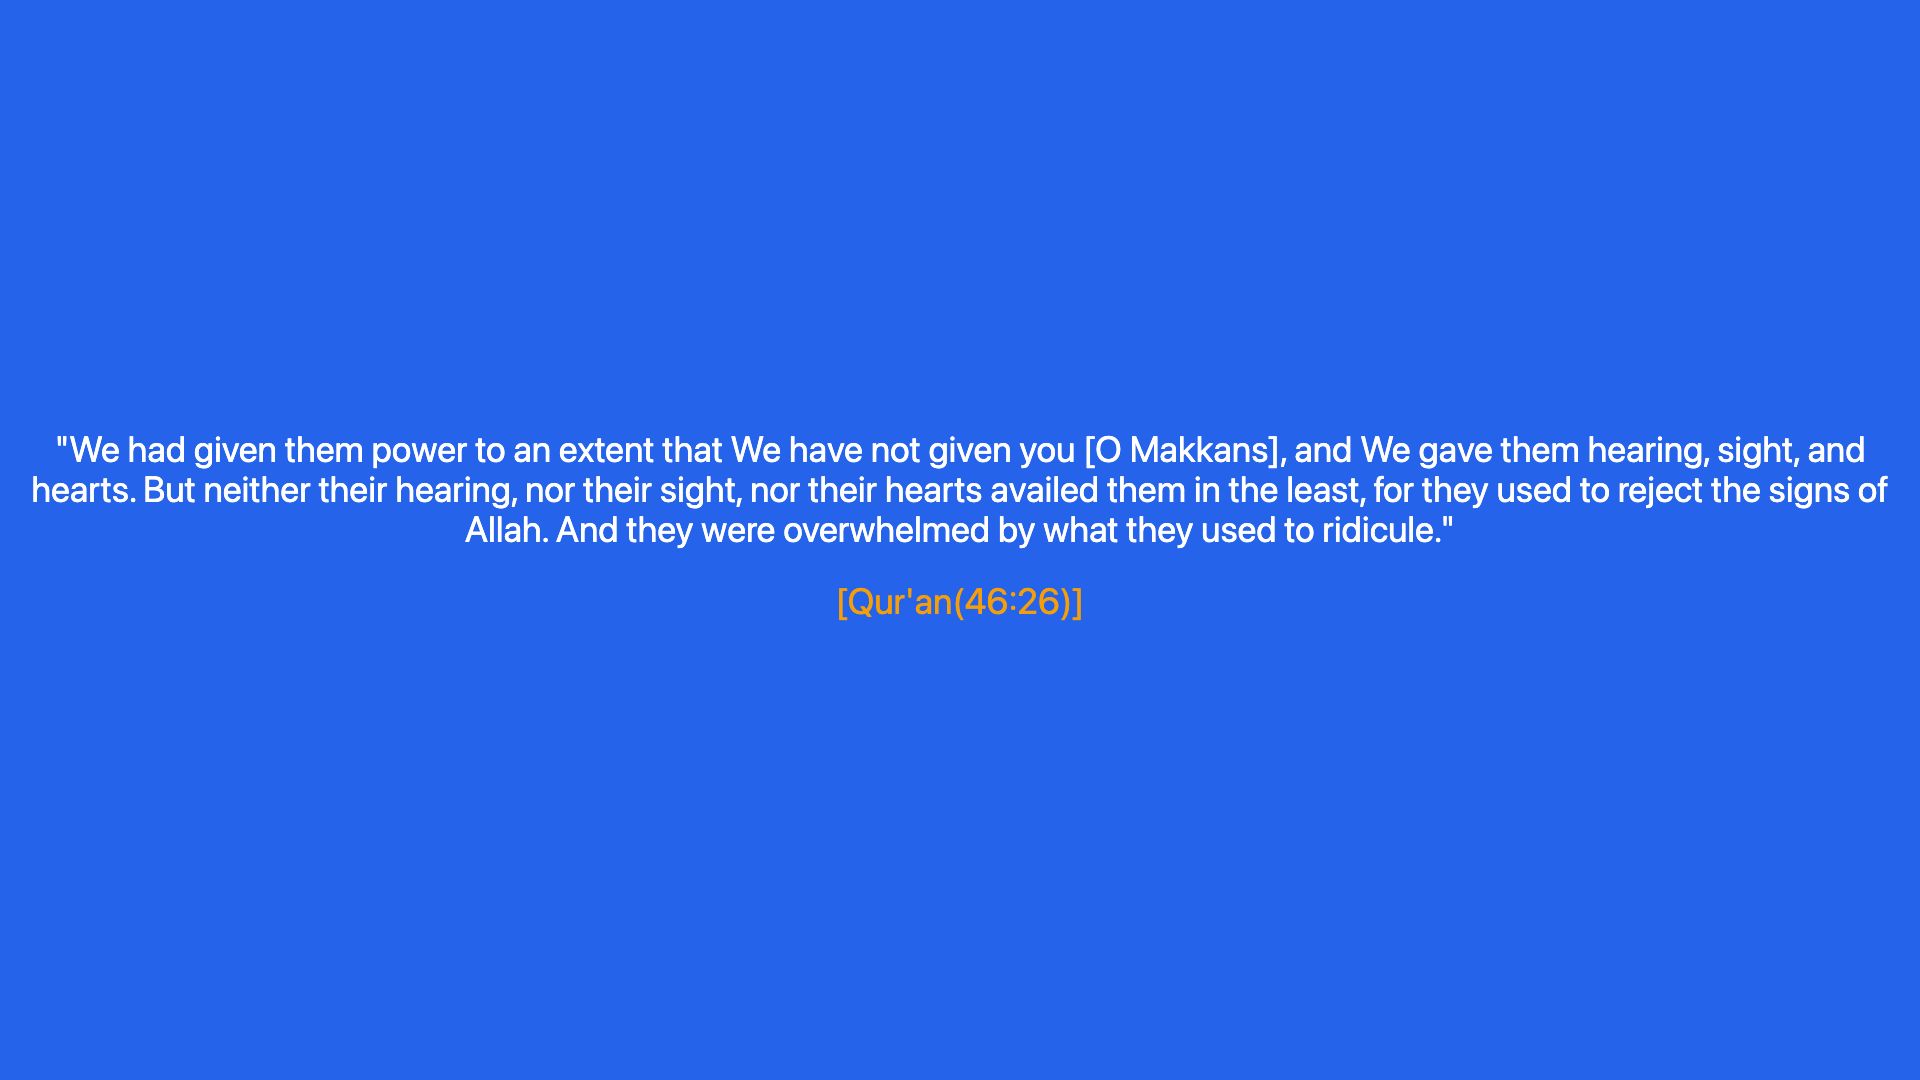 "We had given them power to an extent that We have not given you [O Makkans], and We gave them hearing, sight, and
hearts. But neither their hearing, nor their sight, nor their hearts availed them in the least, for they used to reject the signs of
Allah. And they were overwhelmed by what they used to ridicule."
[Qur'an(46:26)]